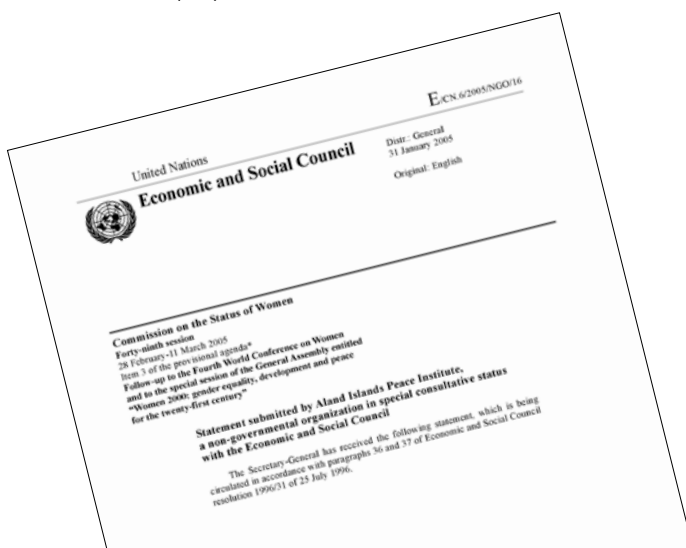 E/CN.6/2005/NGO/16
United Nations
Economic and Social Council
Distr.: General
31 January 2005
Original: English
Commission on the Status of Women
Forty-ninth session
28 February-11 March 2005
Item 3 of the provisional agenda*
Follow-up to the Fourth World Conference on Women
and to the special session of the General Assembly entitled
"Women 2000: gender equality, development and peace
for the twenty-first century"
Statement submitted by Aland Islands Peace Institute,
a non-governmental organization in special consultative status
with the Economic and Social Council
The Secretary-General has received the following statement, which is being
circulated in accordance with paragraphs 36 and 37 of Economic and Social Council
resolution 1996/31 of 25 July 1996.